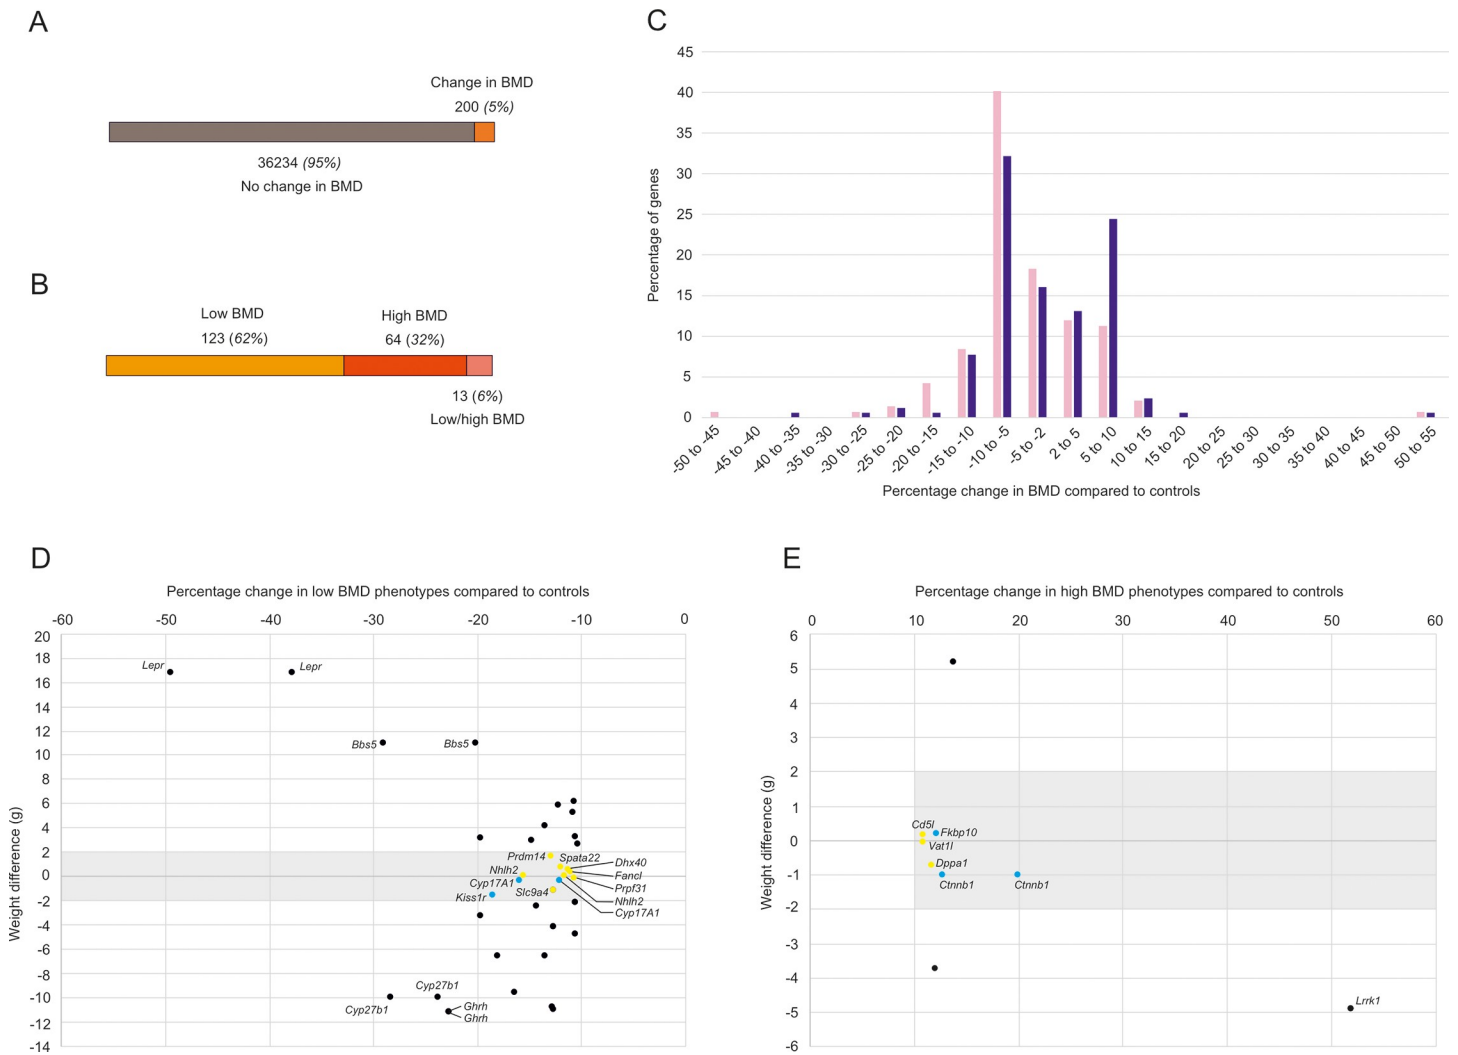 A
Change in BMD
200 (5%)
36234 (95%)
No change in BMD
B
Low BMD
123 (62%)
High BMD
64 (32%)
13 (6%)
Low/high BMD
C
Percentage of genes
45
40
35
30
25
20
15
10
5
0
-50 to -45
-45 to -40
-40 to -35
-35 to -30
-30 to -25
-25 to -20
-20 to -15
-15 to -10
-10 to -5
-5 to -2
2 to 5
5 to 10
10 to 15
15 to 20
20 to 25
25 to 30
30 to 35
35 to 40
40 to 45
45 to 50
50 to 55
Percentage change in BMD compared to controls
D
Percentage change in low BMD phenotypes compared to controls
-60 -50 -40 -30 -20 -10 0
Weight difference (g)
20
18
16
14
12
10
8
6
4
2
0
-2
-4
-6
-8
-10
-12
-14
Lepr
Lepr
Bbs5
Bbs5
Prdm14
Spata22
Dhx40
Nhlh2
Fancl
Cyp17A1
Prpf31
Kiss1r
Slc9a4
Nhlh2
Cyp17A1
Cyp27b1
Cyp27b1
Ghrh
Ghrh
E
Percentage change in high BMD phenotypes compared to controls
0 10 20 30 40 50 60
Weight difference (g)
6
5
4
3
2
1
0
-1
-2
-3
-4
-5
-6
Cd5l
Fkbp10
Vat1l
Dppa1
Ctnnb1
Ctnnb1
Lrrk1